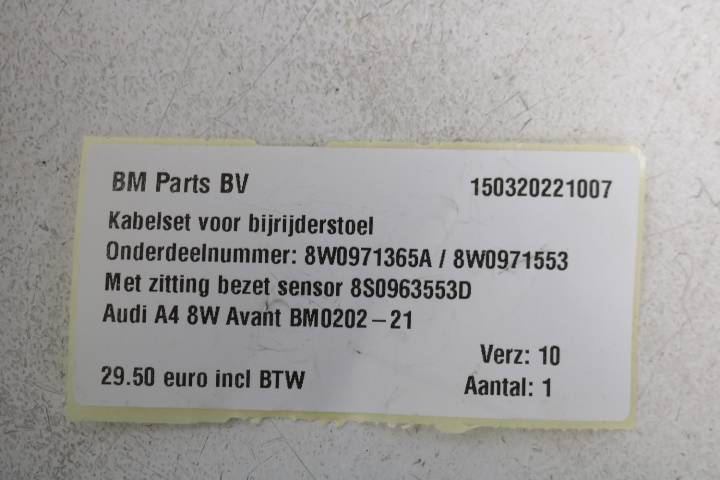 BM Parts BV 150320221007
Kabelset voor bijrijderstoel
Onderdeelnummer: 8W0971365A / 8W0971553
Met zitting bezet sensor 8S0963553D
Audi A4 8W Avant BM0202-21
Verz: 10
29.50 euro incl BTW Aantal: 1